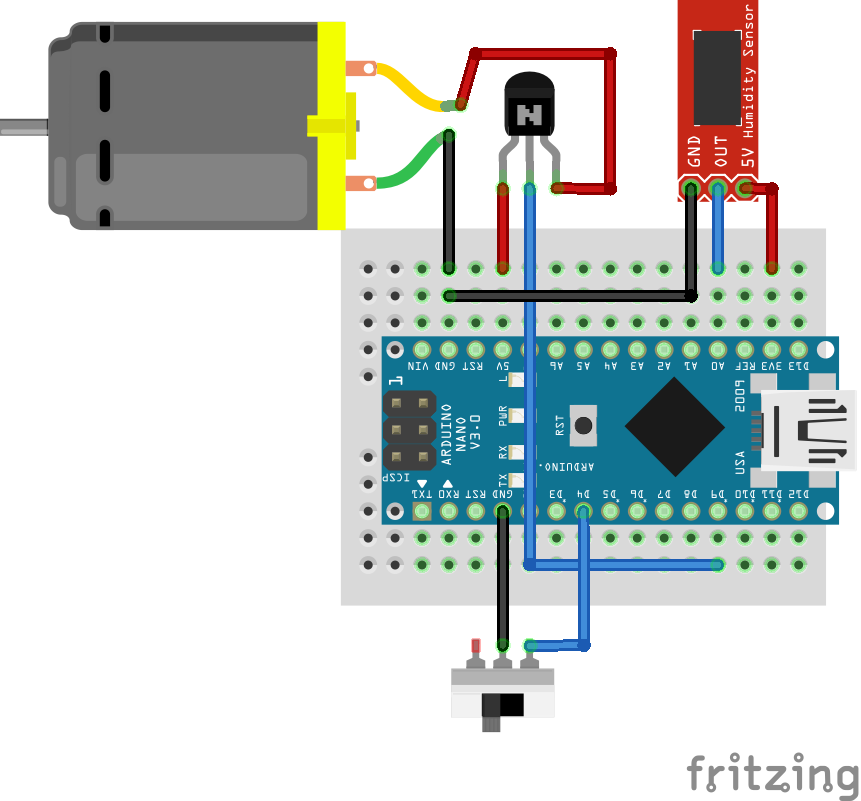 N
Humidity Sensor
GND
OUT
5V
VIN
GND
RST
5V
A6
A5
A4
A3
A2
A1
A0
REF
3V3
D13
1
L
PWR
RX
TX
ARDUINO
NANO
V3.0
RST
ARDUINO.
2009
USA
ICSP
TX1
RX0
RST
GND
D3
D4
D5
D6
D7
D8
D9
D10
D11
D12
fritzing